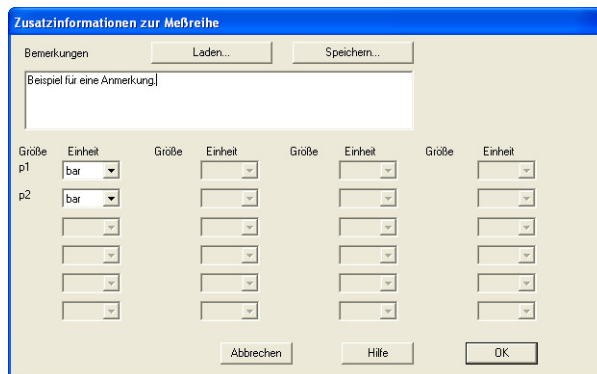 Zusatzinformationen zur Meßreihe
Bemerkungen Laden... Speichern...
Beispiel für eine Anmerkung.
Größe Einheit Größe Einheit Größe Einheit Größe Einheit
p1 bar
p2 bar
Abbrechen Hilfe OK